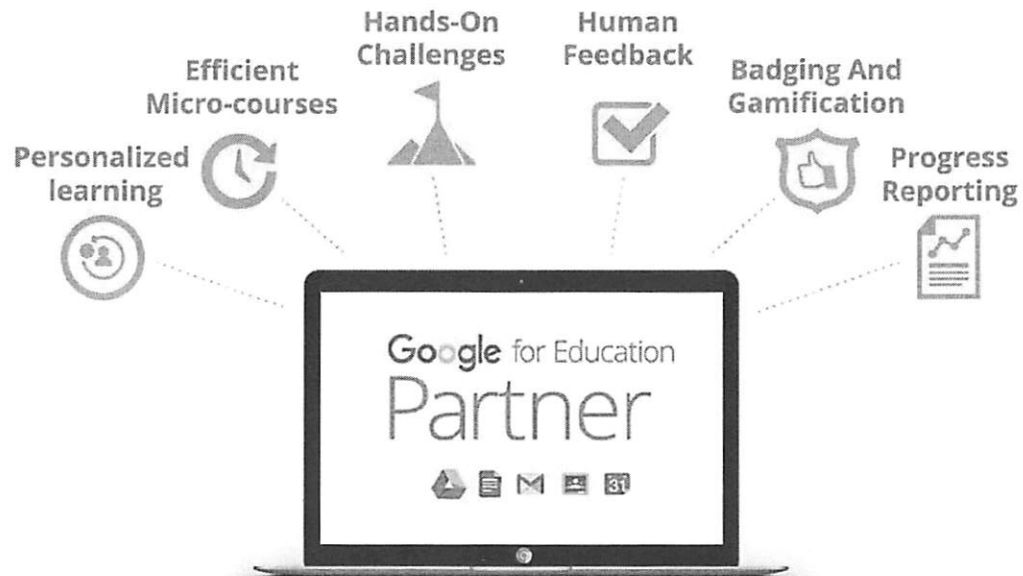 Hands-On
Challenges
Human
Feedback
Efficient
Micro-courses
Badging And
Gamification
Personalized
learning
Progress
Reporting
Google for Education
Partner
31